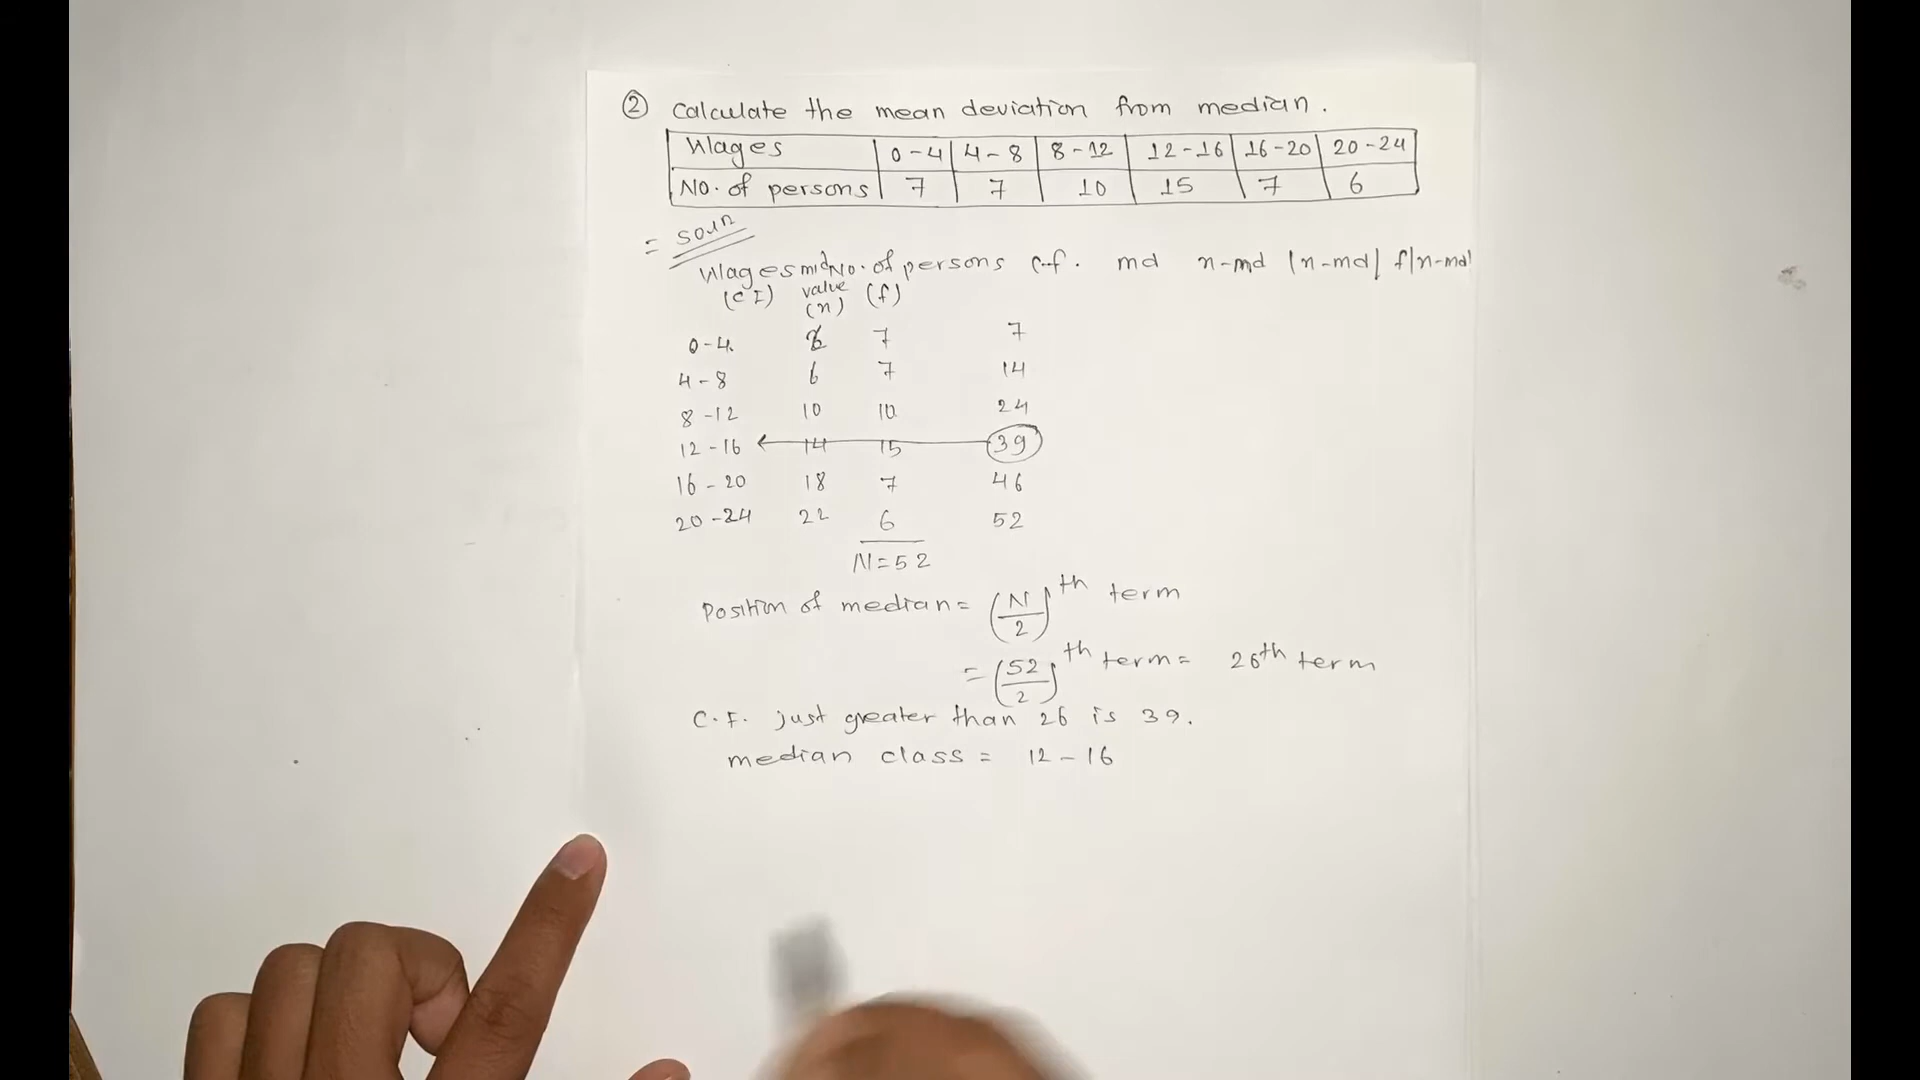 ② Calculate the mean deviation from median.
Wages 0-4 4-8 8-12 12-16 16-20 20-24
No. of persons 7 7 10 15 7 6
= Soln
Wages mid No. of persons c.f. md x-md |x-md| f|x-md|
(CI) value (f)
(x)
0-4 2 7 7
4-8 6 7 14
8-12 10 10 24
12-16 ← 14 15 39
16-20 18 7 46
20-24 22 6 52
N=52
Position of median = (N/2)th term
= (52/2)th term = 26th term
C.F. just greater than 26 is 39.
median class = 12-16